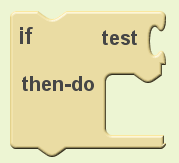 if test
then-do